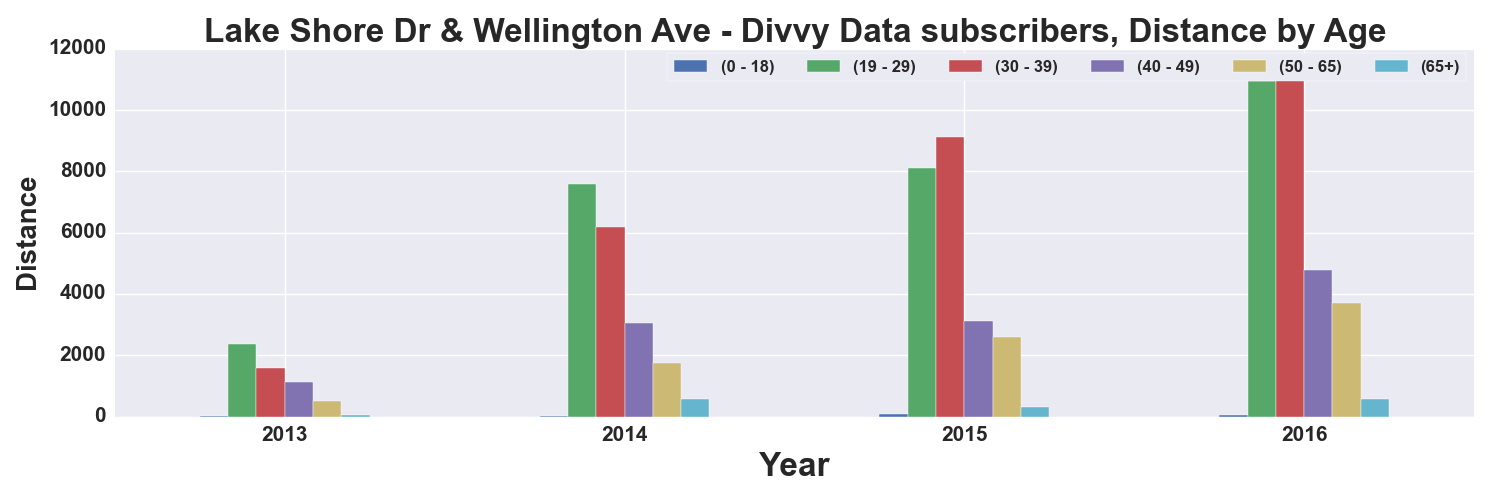 Lake Shore Dr & Wellington Ave - Divvy Data subscribers, Distance by Age
(0 - 18) (19 - 29) (30 - 39) (40 - 49) (50 - 65) (65+)
12000
10000
8000
6000
4000
2000
0
Distance
2013 2014 2015 2016
Year